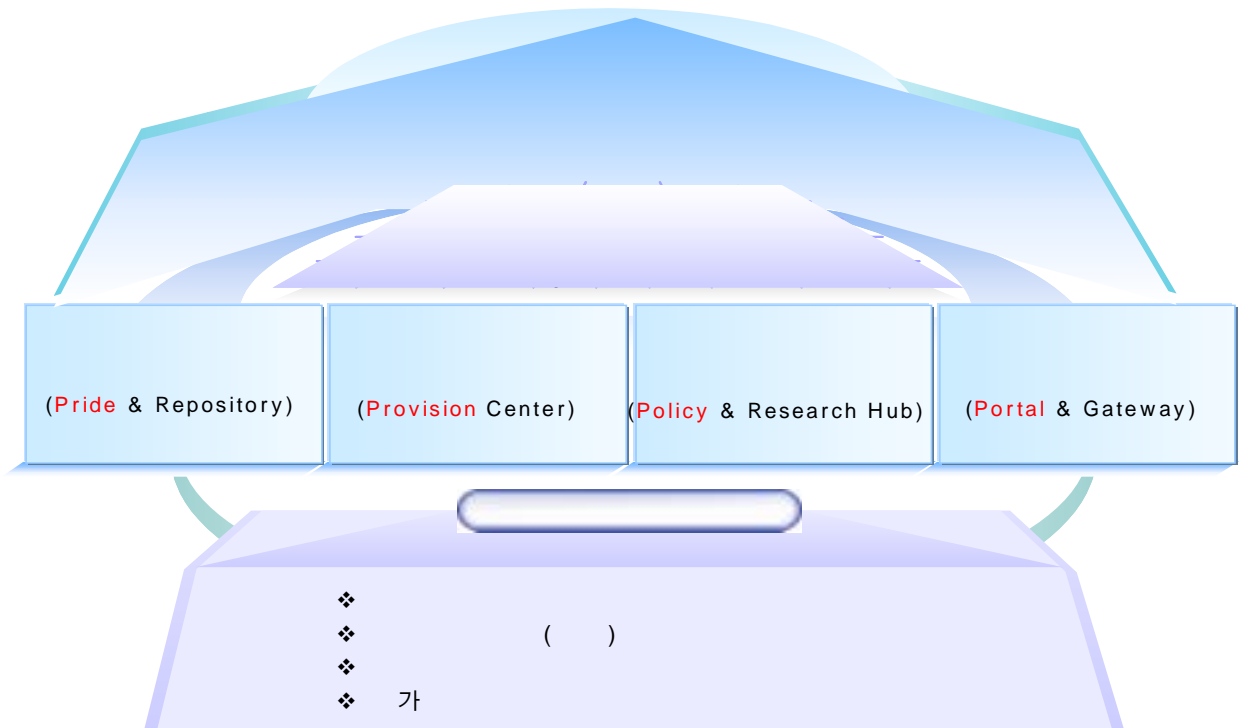 (Pride & Repository)
(Provision Center)
(Policy & Research Hub)
(Portal & Gateway)
❖
❖ ( )
❖
❖ 가